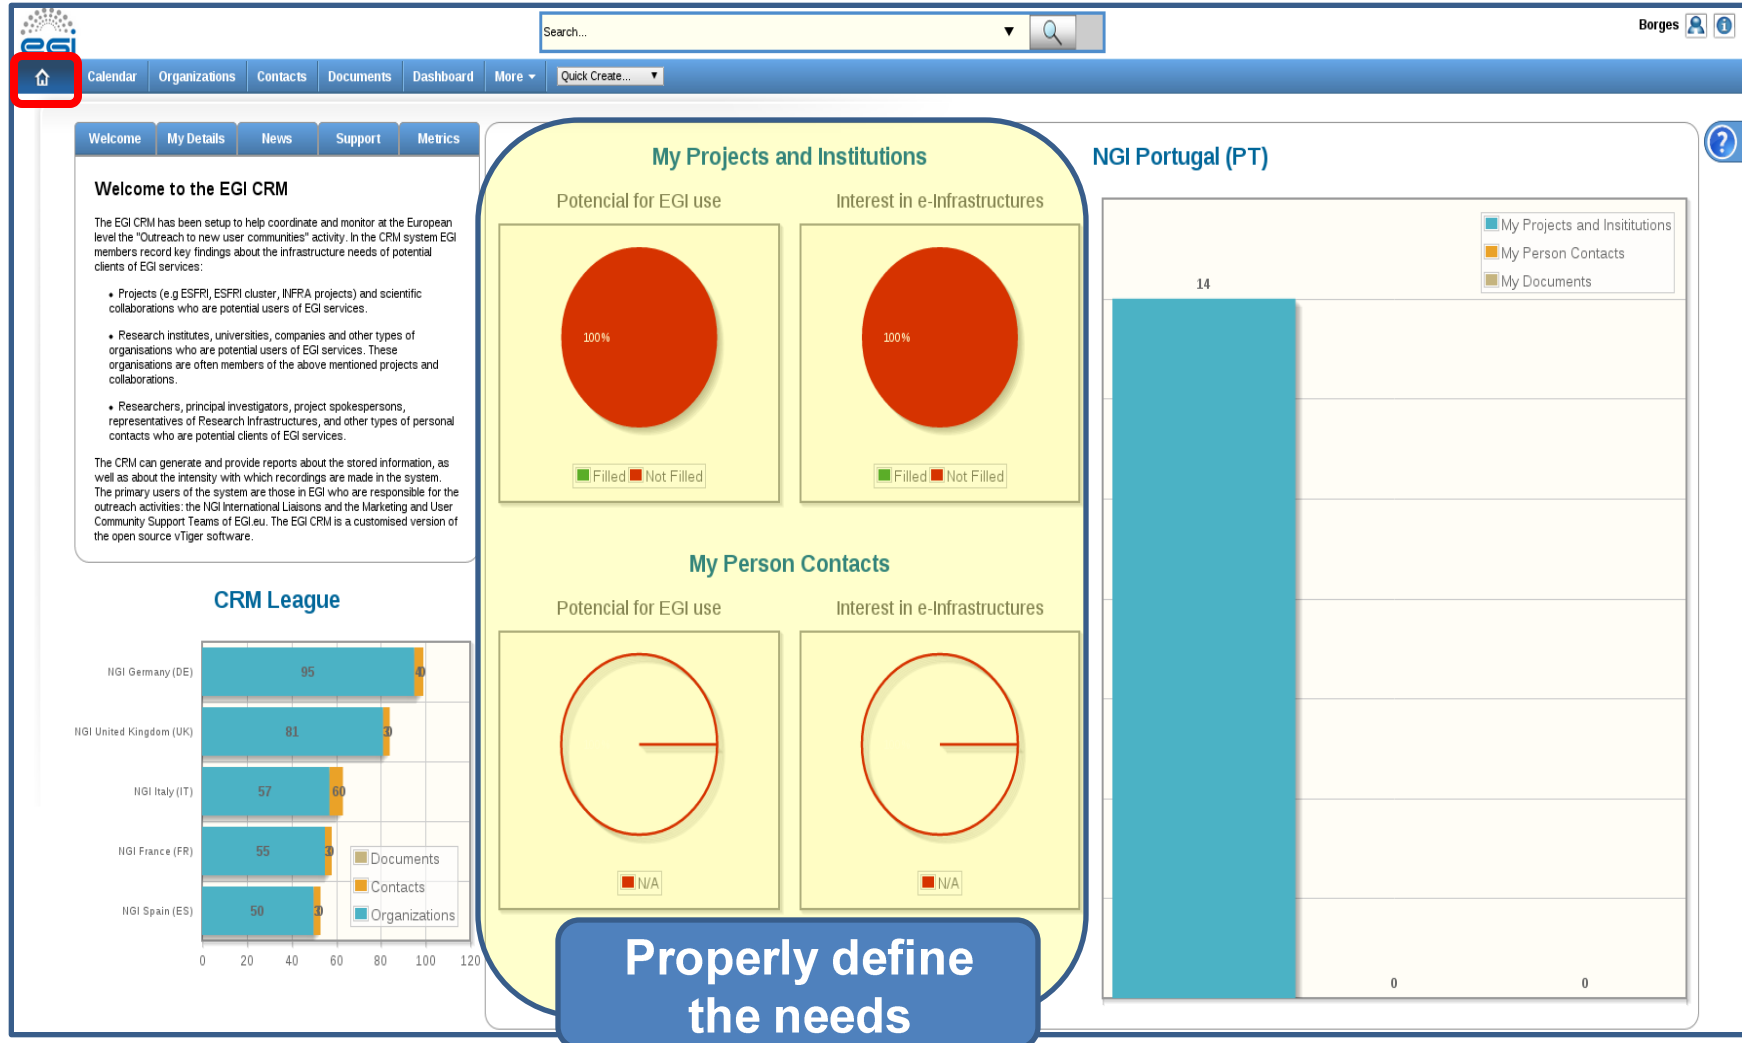 egi
Search...
Borges
Calendar
Organizations
Contacts
Documents
Dashboard
More
Quick Create...
Welcome
My Details
News
Support
Metrics
Welcome to the EGI CRM
The EGI CRM has been setup to help coordinate and monitor at the European
level the "Outreach to new user communities" activity. In the CRM system EGI
members record key findings about the infrastructure needs of potential
clients of EGI services:
• Projects (e.g ESFRI, ESFRI cluster, INFRA projects) and scientific
collaborations who are potential users of EGI services.
• Research institutes, universities, companies and other types of
organisations who are potential users of EGI services. These
organisations are often members of the above mentioned projects and
collaborations.
• Researchers, principal investigators, project spokespersons,
representatives of Research Infrastructures, and other types of personal
contacts who are potential clients of EGI services.
The CRM can generate and provide reports about the stored information, as
well as about the intensity with which recordings are made in the system.
The primary users of the system are those in EGI who are responsible for the
outreach activities: the NGI International Liaisons and the Marketing and User
Community Support Teams of EGI.eu. The EGI CRM is a customised version of
the open source vTiger software.
CRM League
NGI Germany (DE)
95
40
NGI United Kingdom (UK)
81
30
NGI Italy (IT)
57
60
NGI France (FR)
55
30
NGI Spain (ES)
50
30
Documents
Contacts
Organizations
0 20 40 60 80 100 120
My Projects and Institutions
Potencial for EGI use
100%
Filled Not Filled
Interest in e-Infrastructures
100%
Filled Not Filled
My Person Contacts
Potencial for EGI use
N/A
Interest in e-Infrastructures
N/A
Properly define
the needs
NGI Portugal (PT)
My Projects and Insititutions
My Person Contacts
My Documents
14
0
0
?